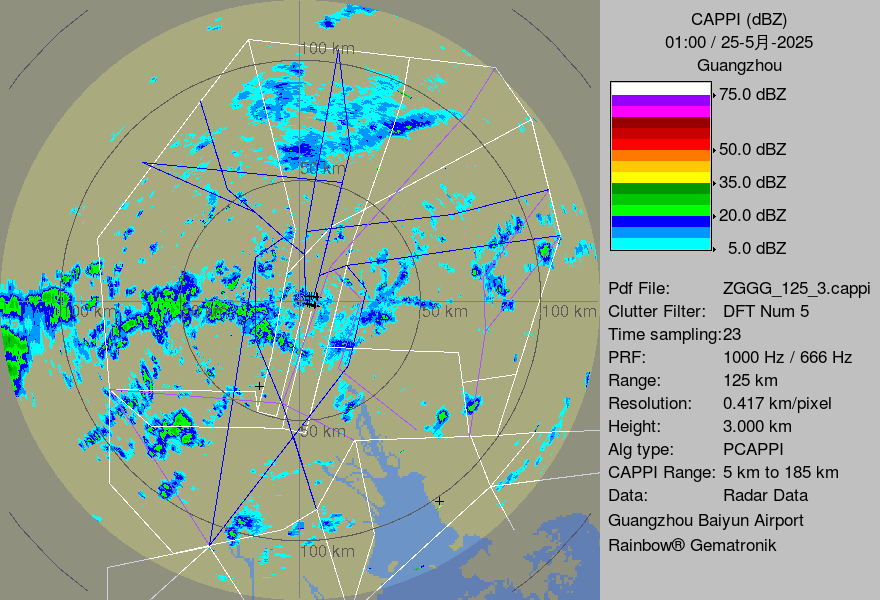 CAPPI (dBZ)
01:00 / 25-5月-2025
Guangzhou
75.0 dBZ
50.0 dBZ
35.0 dBZ
20.0 dBZ
5.0 dBZ
Pdf File: ZGGG_125_3.cappi
Clutter Filter: DFT Num 5
Time sampling:23
PRF: 1000 Hz / 666 Hz
Range: 125 km
Resolution: 0.417 km/pixel
Height: 3.000 km
Alg type: PCAPPI
CAPPI Range: 5 km to 185 km
Data: Radar Data
Guangzhou Baiyun Airport
Rainbow® Gematronik
100 km
50 km
50 km
100 km
50 km
100 km